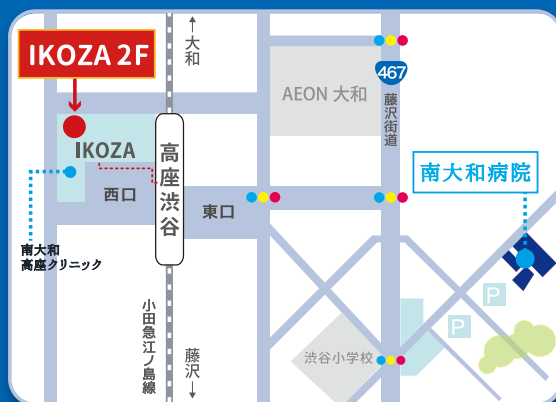 IKOZA 2F
←大和
467
AEON 大和
藤沢街道
IKOZA
高座渋谷
南大和病院
西口
東口
南大和
高座クリニック
P
P
小田急江ノ島線
藤沢→
渋谷小学校